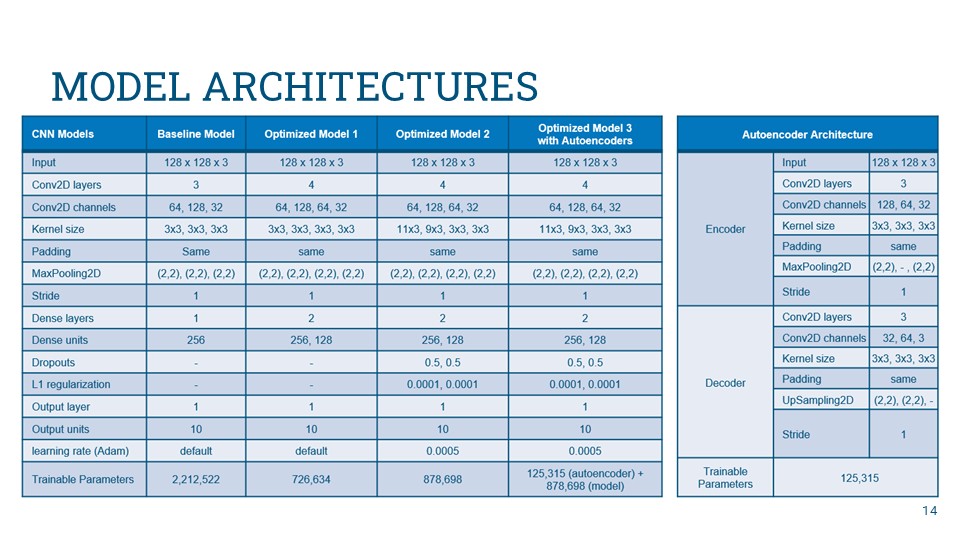 MODEL ARCHITECTURES
CNN Models Baseline Model Optimized Model 1 Optimized Model 2 Optimized Model 3
with Autoencoders
Input 128 x 128 x 3 128 x 128 x 3 128 x 128 x 3 128 x 128 x 3
Conv2D layers 3 4 4 4
Conv2D channels 64, 128, 32 64, 128, 64, 32 64, 128, 64, 32 64, 128, 64, 32
Kernel size 3x3, 3x3, 3x3 3x3, 3x3, 3x3, 3x3 11x3, 9x3, 3x3, 3x3 11x3, 9x3, 3x3, 3x3
Padding Same same same same
MaxPooling2D (2,2), (2,2), (2,2) (2,2), (2,2), (2,2), (2,2) (2,2), (2,2), (2,2), (2,2) (2,2), (2,2), (2,2), (2,2)
Stride 1 1 1 1
Dense layers 1 2 2 2
Dense units 256 256, 128 256, 128 256, 128
Dropouts - - 0.5, 0.5 0.5, 0.5
L1 regularization - - 0.0001, 0.0001 0.0001, 0.0001
Output layer 1 1 1 1
Output units 10 10 10 10
learning rate (Adam) default default 0.0005 0.0005
Trainable Parameters 2,212,522 726,634 878,698 125,315 (autoencoder) +
878,698 (model)
Autoencoder Architecture
Encoder
Input 128 x 128 x 3
Conv2D layers 3
Conv2D channels 128, 64, 32
Kernel size 3x3, 3x3, 3x3
Padding same
MaxPooling2D (2,2), - , (2,2)
Stride 1
Decoder
Conv2D layers 3
Conv2D channels 32, 64, 3
Kernel size 3x3, 3x3, 3x3
Padding same
UpSampling2D (2,2), (2,2), -
Stride 1
Trainable
Parameters
125,315
14